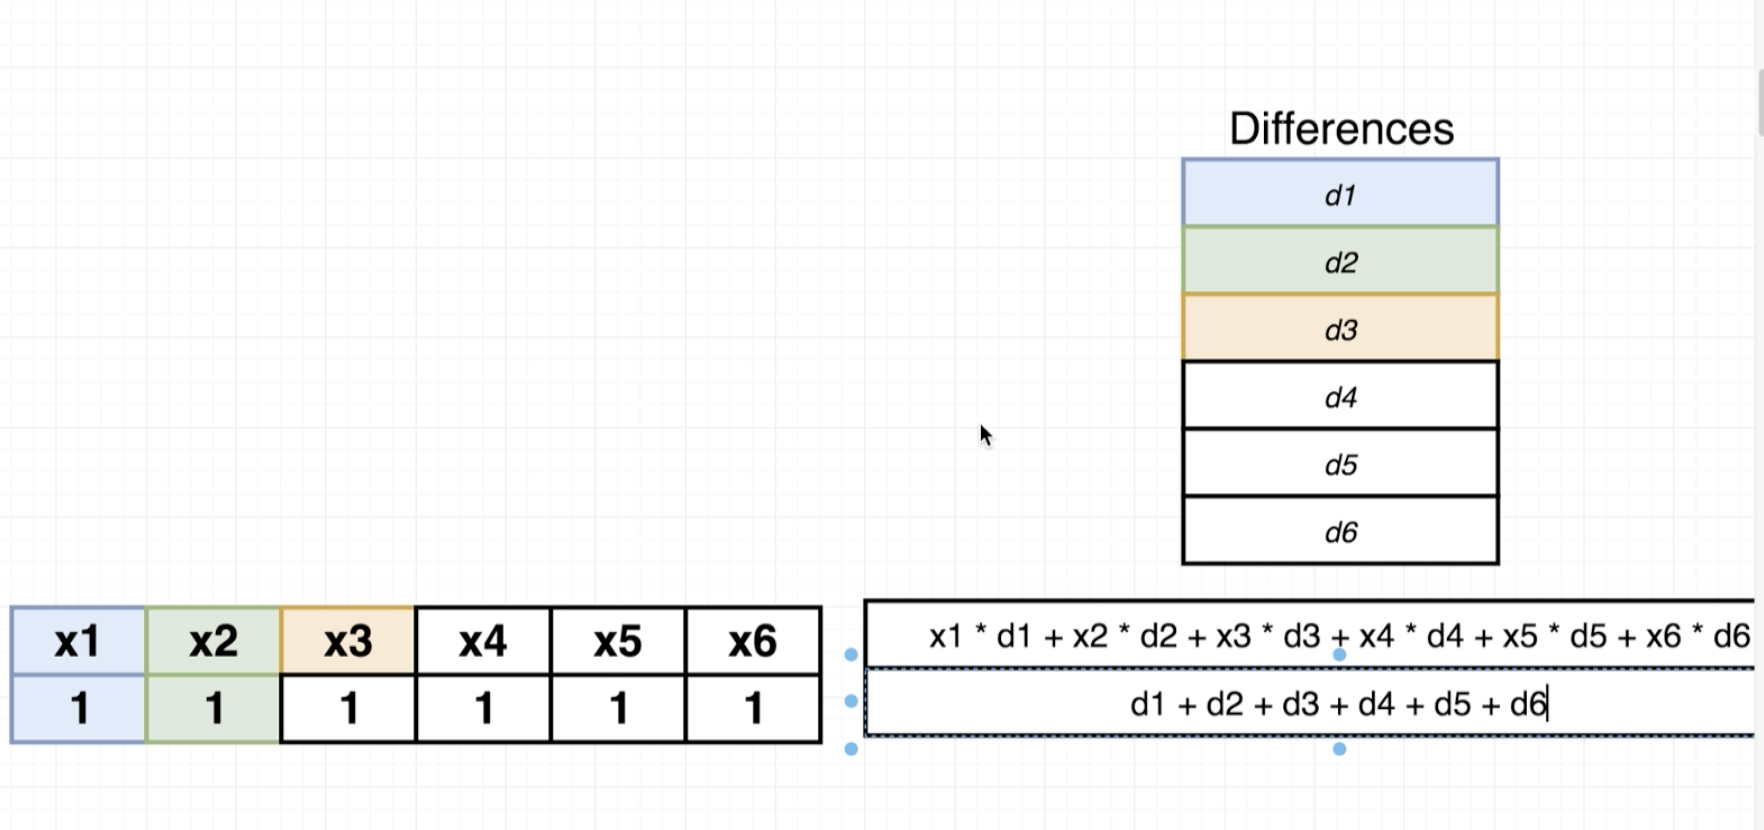 Differences
d1
d2
d3
d4
d5
d6
x1 x2 x3 x4 x5 x6
1 1 1 1 1 1
x1 * d1 + x2 * d2 + x3 * d3 + x4 * d4 + x5 * d5 + x6 * d6
d1 + d2 + d3 + d4 + d5 + d6